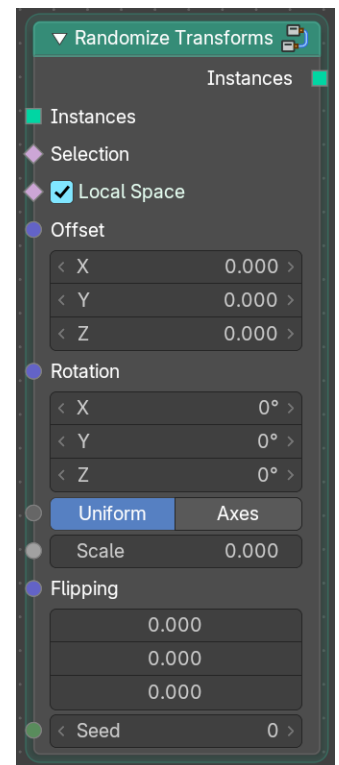 Randomize Transforms
Instances
Instances
Selection
Local Space
Offset
X 0.000
Y 0.000
Z 0.000
Rotation
X 0°
Y 0°
Z 0°
Uniform Axes
Scale 0.000
Flipping
0.000
0.000
0.000
Seed 0